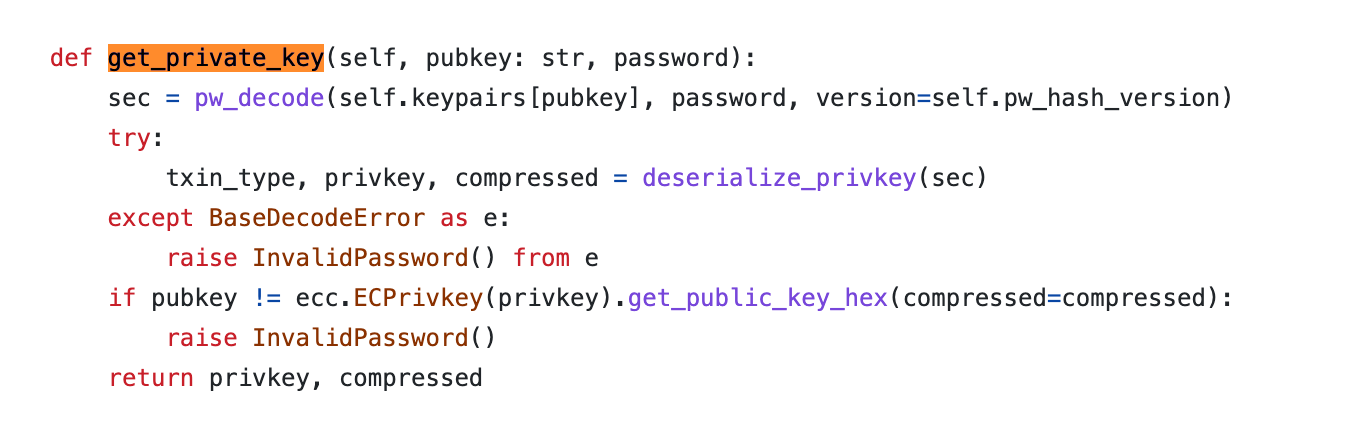 def get_private_key(self, pubkey: str, password):
    sec = pw_decode(self.keypairs[pubkey], password, version=self.pw_hash_version)
    try:
        txin_type, privkey, compressed = deserialize_privkey(sec)
    except BaseDecodeError as e:
        raise InvalidPassword() from e
    if pubkey != ecc.ECPrivkey(privkey).get_public_key_hex(compressed=compressed):
        raise InvalidPassword()
    return privkey, compressed